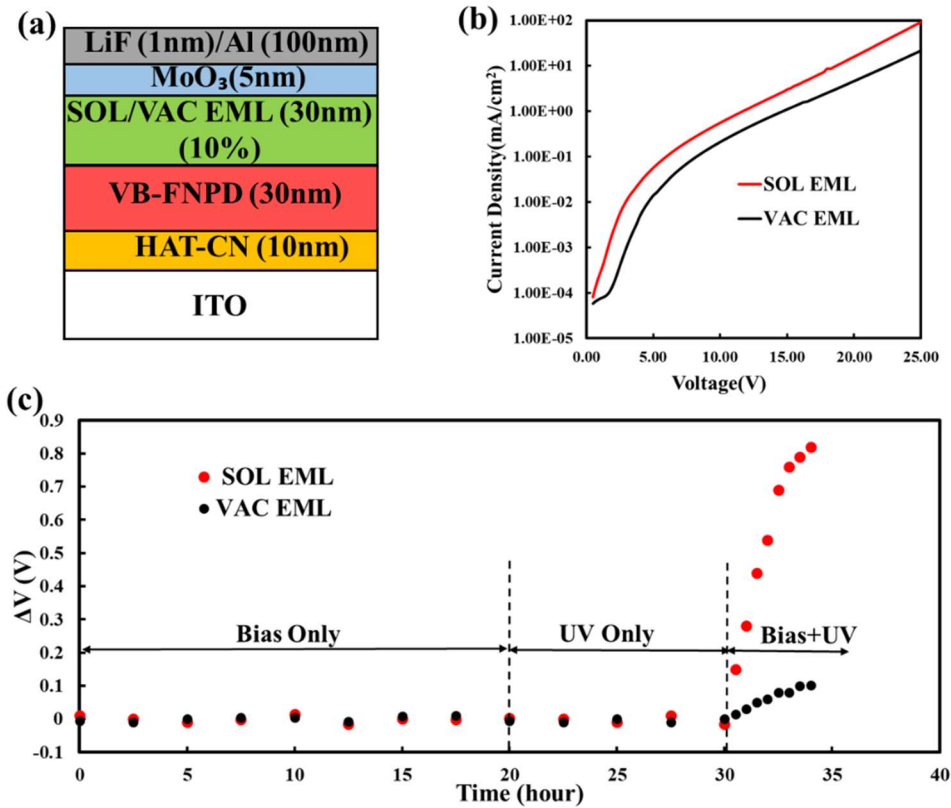 (a)
LiF (1nm)/Al (100nm)
MoO₃(5nm)
SOL/VAC EML (30nm)
(10%)
VB-FNPD (30nm)
HAT-CN (10nm)
ITO
(b)
Current Density(mA/cm²)
1.00E+02
1.00E+01
1.00E+00
1.00E-01
1.00E-02
1.00E-03
1.00E-04
1.00E-05
SOL EML
VAC EML
0.00 5.00 10.00 15.00 20.00 25.00
Voltage(V)
(c)
ΔV (V)
0.9
0.8
0.7
0.6
0.5
0.4
0.3
0.2
0.1
0
-0.1
SOL EML
VAC EML
Bias Only
UV Only
Bias+UV
0 5 10 15 20 25 30 35 40
Time (hour)